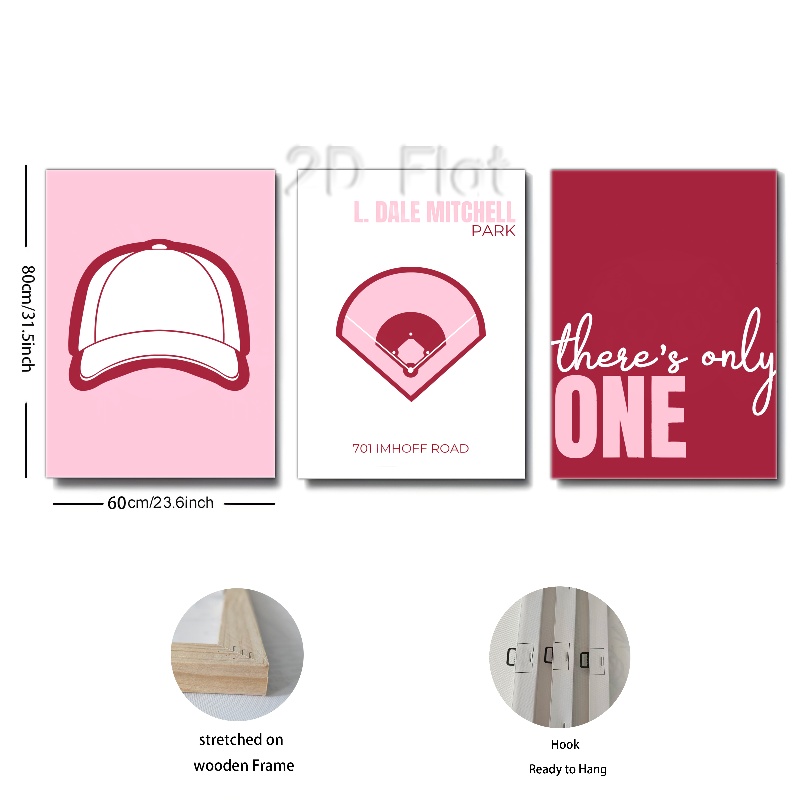 2D Flat
L. DALE MITCHELL
PARK
701 IMHOFF ROAD
there's only
ONE
80cm/31.5inch
60cm/23.6inch
stretched on
wooden Frame
Hook
Ready to Hang